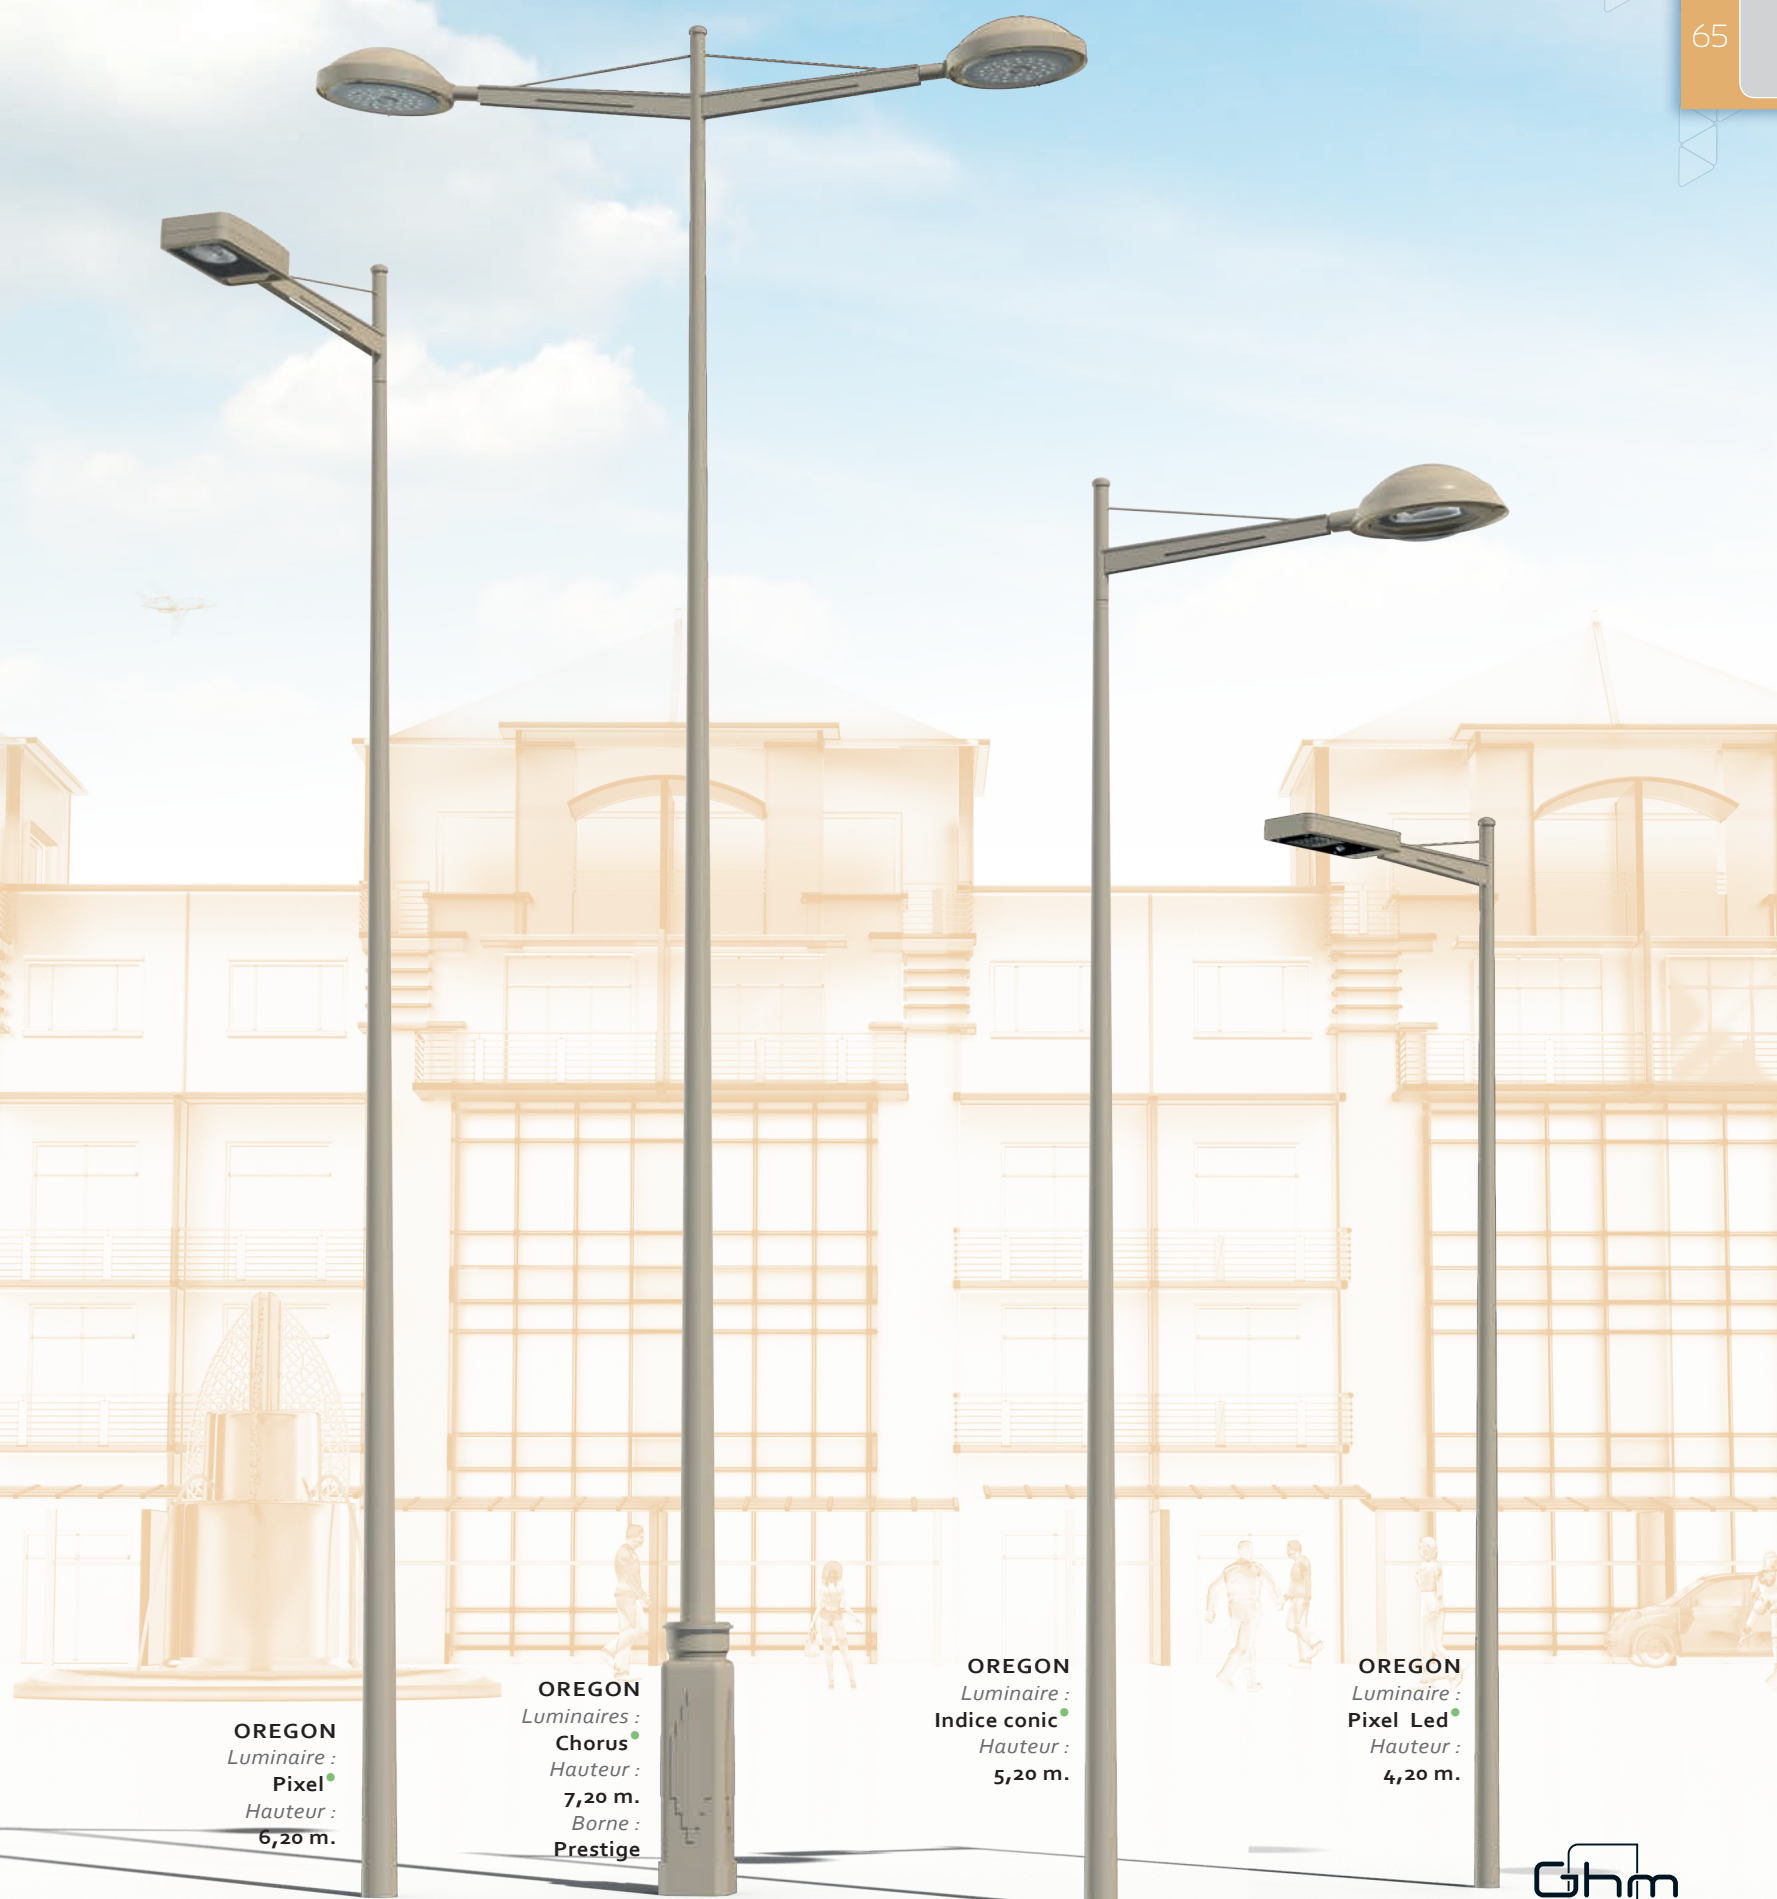 65
OREGON
Luminaire :
Pixel
Hauteur :
6,20 m.
OREGON
Luminaires :
Chorus
Hauteur :
7,20 m.
Borne :
Prestige
OREGON
Luminaire :
Indice conic
Hauteur :
5,20 m.
OREGON
Luminaire :
Pixel Led
Hauteur :
4,20 m.
Ghm